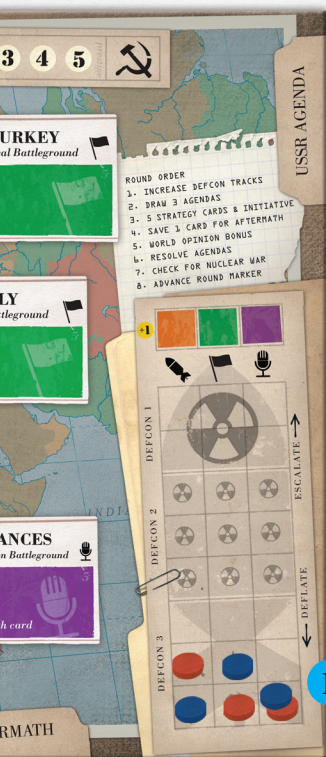 3 4 5
USSR AGENDA
URKEY
al Battleground
ROUND ORDER
1. INCREASE DEFCON TRACKS
2. DRAW 3 AGENDAS
3. 5 STRATEGY CARDS & INITIATIVE
4. SAVE 1 CARD FOR AFTERMATH
5. WORLD OPINION BONUS
6. RESOLVE AGENDAS
7. CHECK FOR NUCLEAR WAR
8. ADVANCE ROUND MARKER
LY
ttleground
+1
DEFCON 1
ESCALATE
INDIA
DEFCON 2
ANCES
n Battleground
h card
DEFLATE
DEFCON 3
RMATH